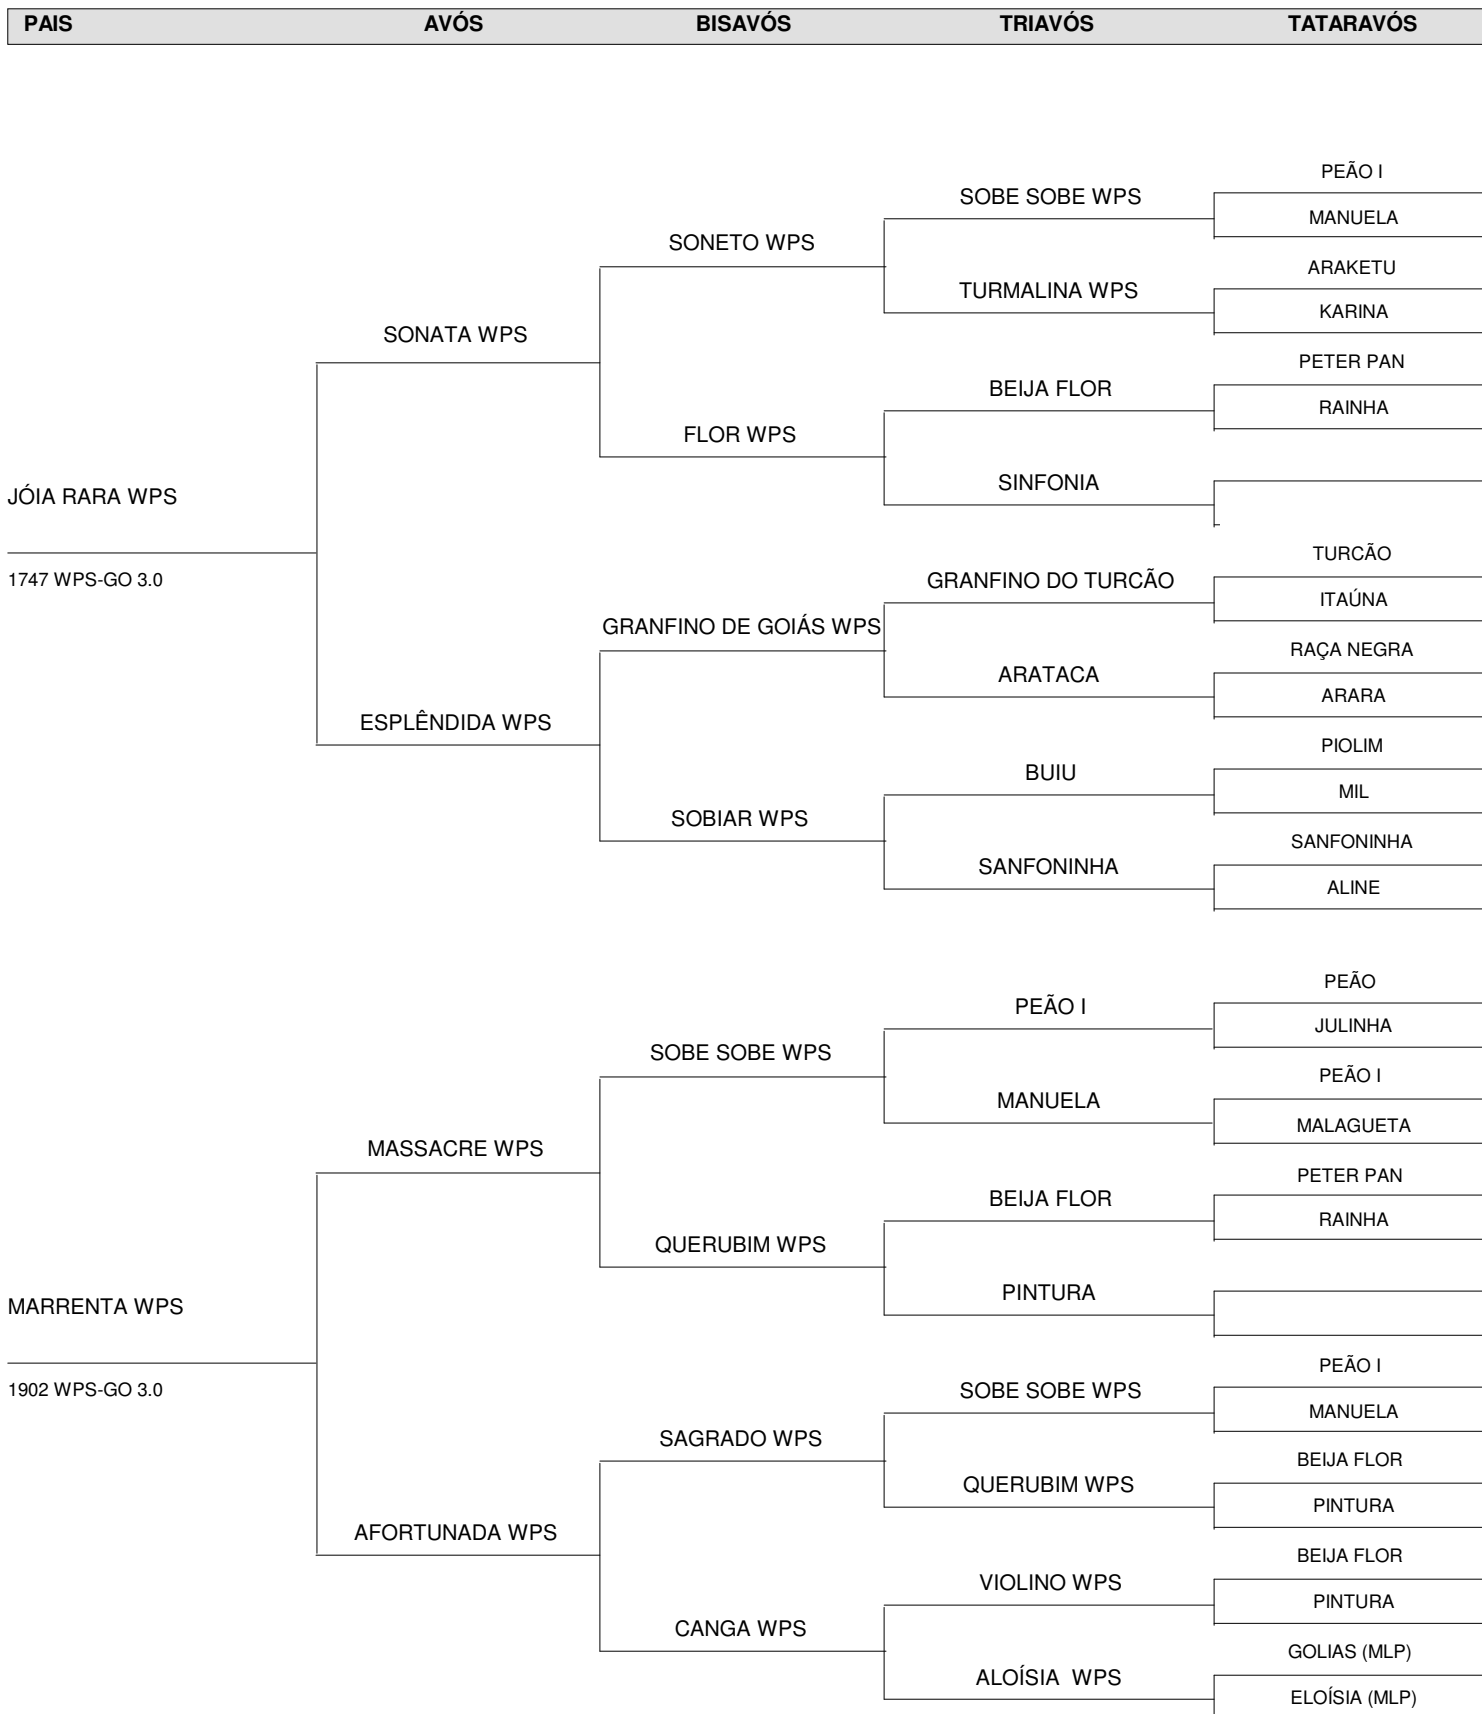 PAIS AVÓS BISAVÓS TRIAVÓS TATARAVÓS
PEÃO I
SOBE SOBE WPS
MANUELA
SONETO WPS
ARAKETU
TURMALINA WPS
KARINA
SONATA WPS
PETER PAN
BEIJA FLOR
RAINHA
FLOR WPS
SINFONIA
JÓIA RARA WPS
TURCÃO
1747 WPS-GO 3.0
GRANFINO DO TURCÃO
ITAÚNA
GRANFINO DE GOIÁS WPS
RAÇA NEGRA
ARATACA
ARARA
ESPLÊNDIDA WPS
PIOLIM
BUIU
MIL
SOBIAR WPS
SANFONINHA
SANFONINHA
ALINE
PEÃO
PEÃO I
JULINHA
SOBE SOBE WPS
PEÃO I
MANUELA
MALAGUETA
MASSACRE WPS
PETER PAN
BEIJA FLOR
RAINHA
QUERUBIM WPS
PINTURA
MARRENTA WPS
PEÃO I
1902 WPS-GO 3.0
SOBE SOBE WPS
MANUELA
SAGRADO WPS
BEIJA FLOR
QUERUBIM WPS
PINTURA
AFORTUNADA WPS
BEIJA FLOR
VIOLINO WPS
PINTURA
CANGA WPS
GOLIAS (MLP)
ALOÍSIA WPS
ELOÍSIA (MLP)